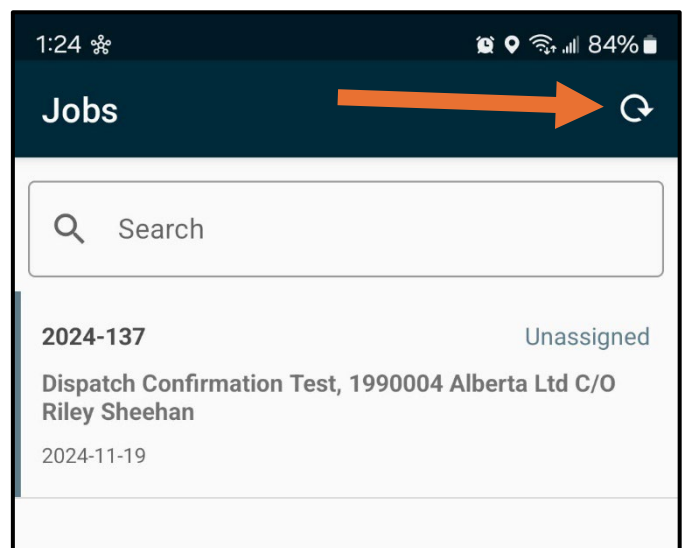 1:24 84%
Jobs
Search
2024-137 Unassigned
Dispatch Confirmation Test, 1990004 Alberta Ltd C/O
Riley Sheehan
2024-11-19